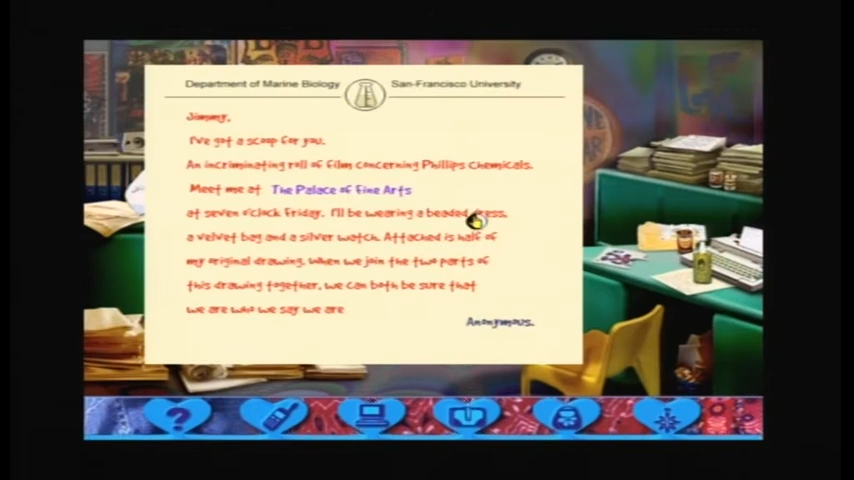 Department of Marine Biology San-Francisco University
Jimmy,
I've got a scoop for you.
An incriminating roll of film concerning Phillips Chemicals.
Meet me at The Palace of Fine Arts
at seven o'clock Friday. I'll be wearing a beaded dress,
a velvet bag and a silver watch. Attached is half of
my original drawing. When we join the two parts of
this drawing together, we can both be sure that
we are who we say we are
Anonymous.
?